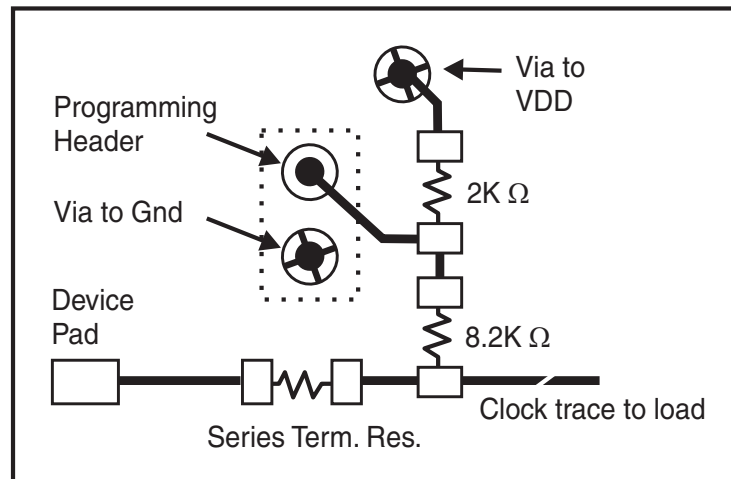 Via to
VDD
Programming
Header
2K Ω
Via to Gnd
Device
Pad
8.2K Ω
Clock trace to load
Series Term. Res.